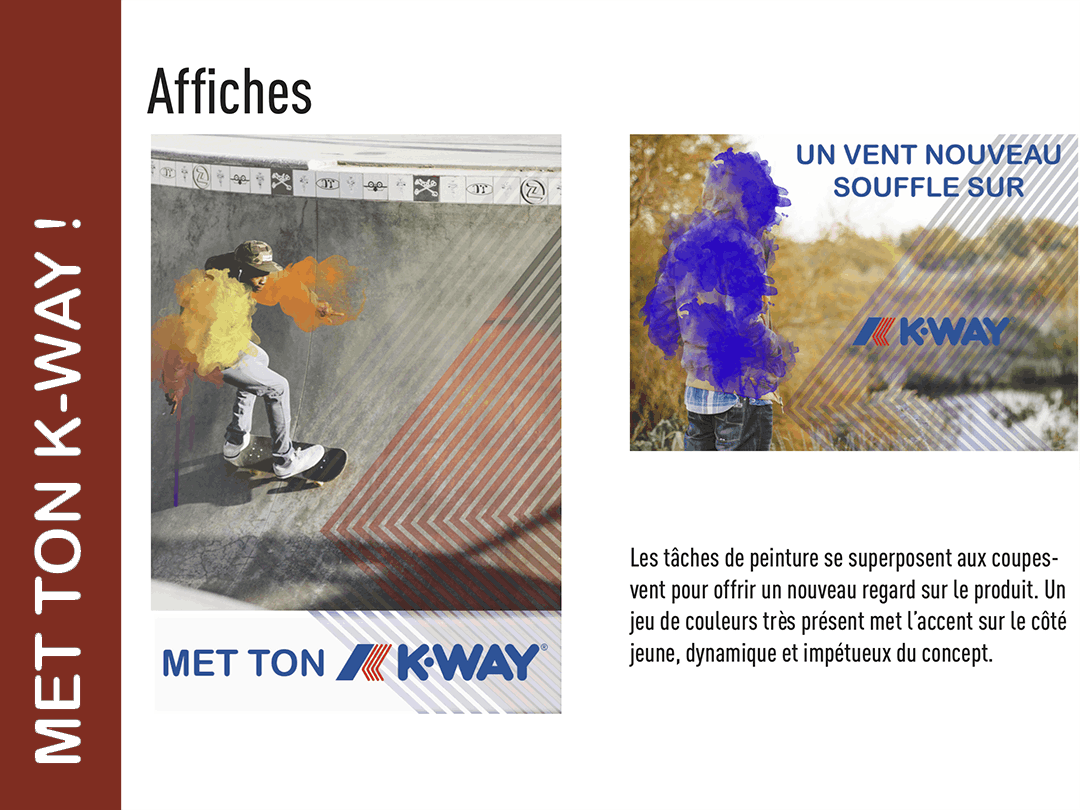 MET TON K-WAY !
Affiches
MET TON K-WAY®
UN VENT NOUVEAU
SOUFFLE SUR
K-WAY
Les tâches de peinture se superposent aux coupes-
vent pour offrir un nouveau regard sur le produit. Un
jeu de couleurs très présent met l’accent sur le côté
jeune, dynamique et impétueux du concept.